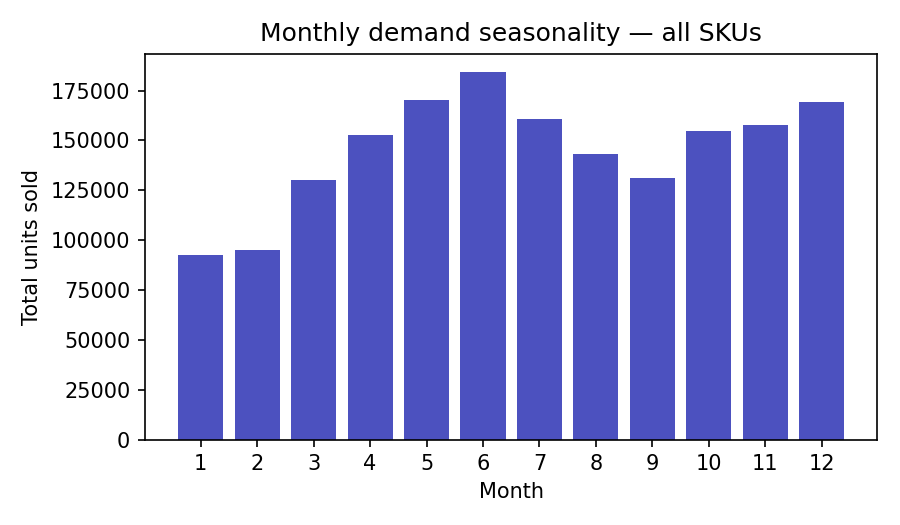 Monthly demand seasonality — all SKUs
Total units sold
175000
150000
125000
100000
75000
50000
25000
0
1 2 3 4 5 6 7 8 9 10 11 12
Month